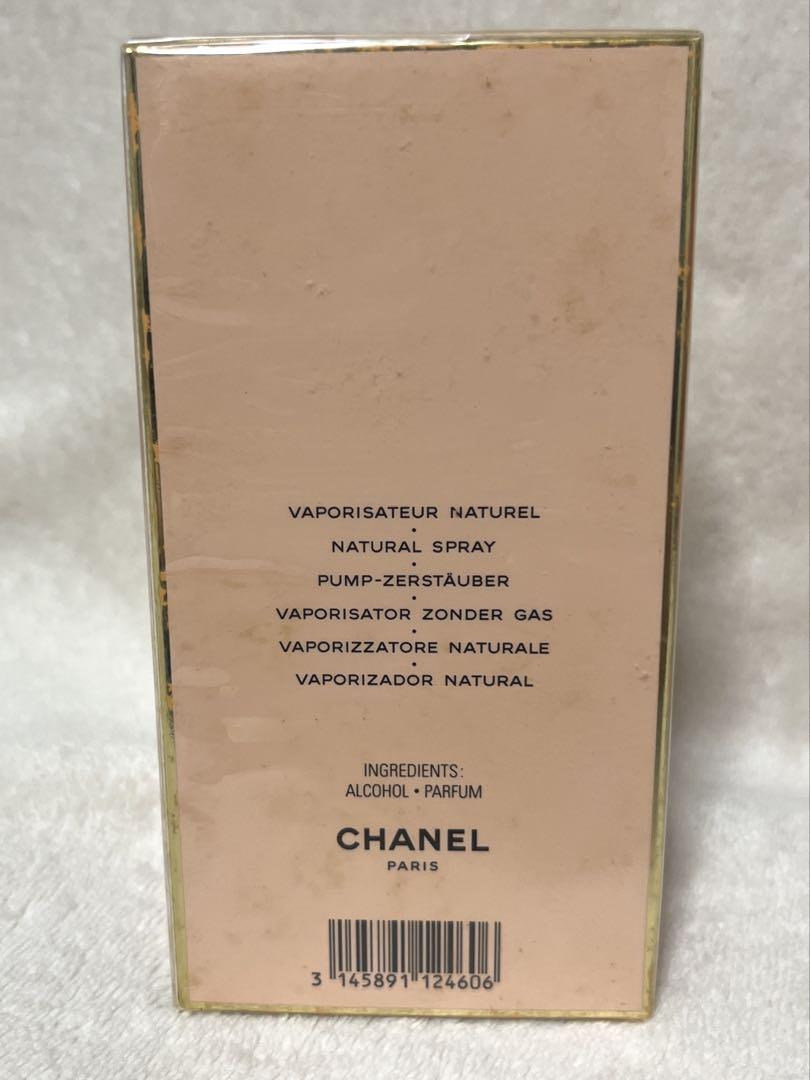 VAPORISATEUR NATUREL
•
NATURAL SPRAY
•
PUMP-ZERSTÄUBER
•
VAPORISATOR ZONDER GAS
•
VAPORIZZATORE NATURALE
•
VAPORIZADOR NATURAL
INGREDIENTS:
ALCOHOL • PARFUM
CHANEL
PARIS
3 145891 124606